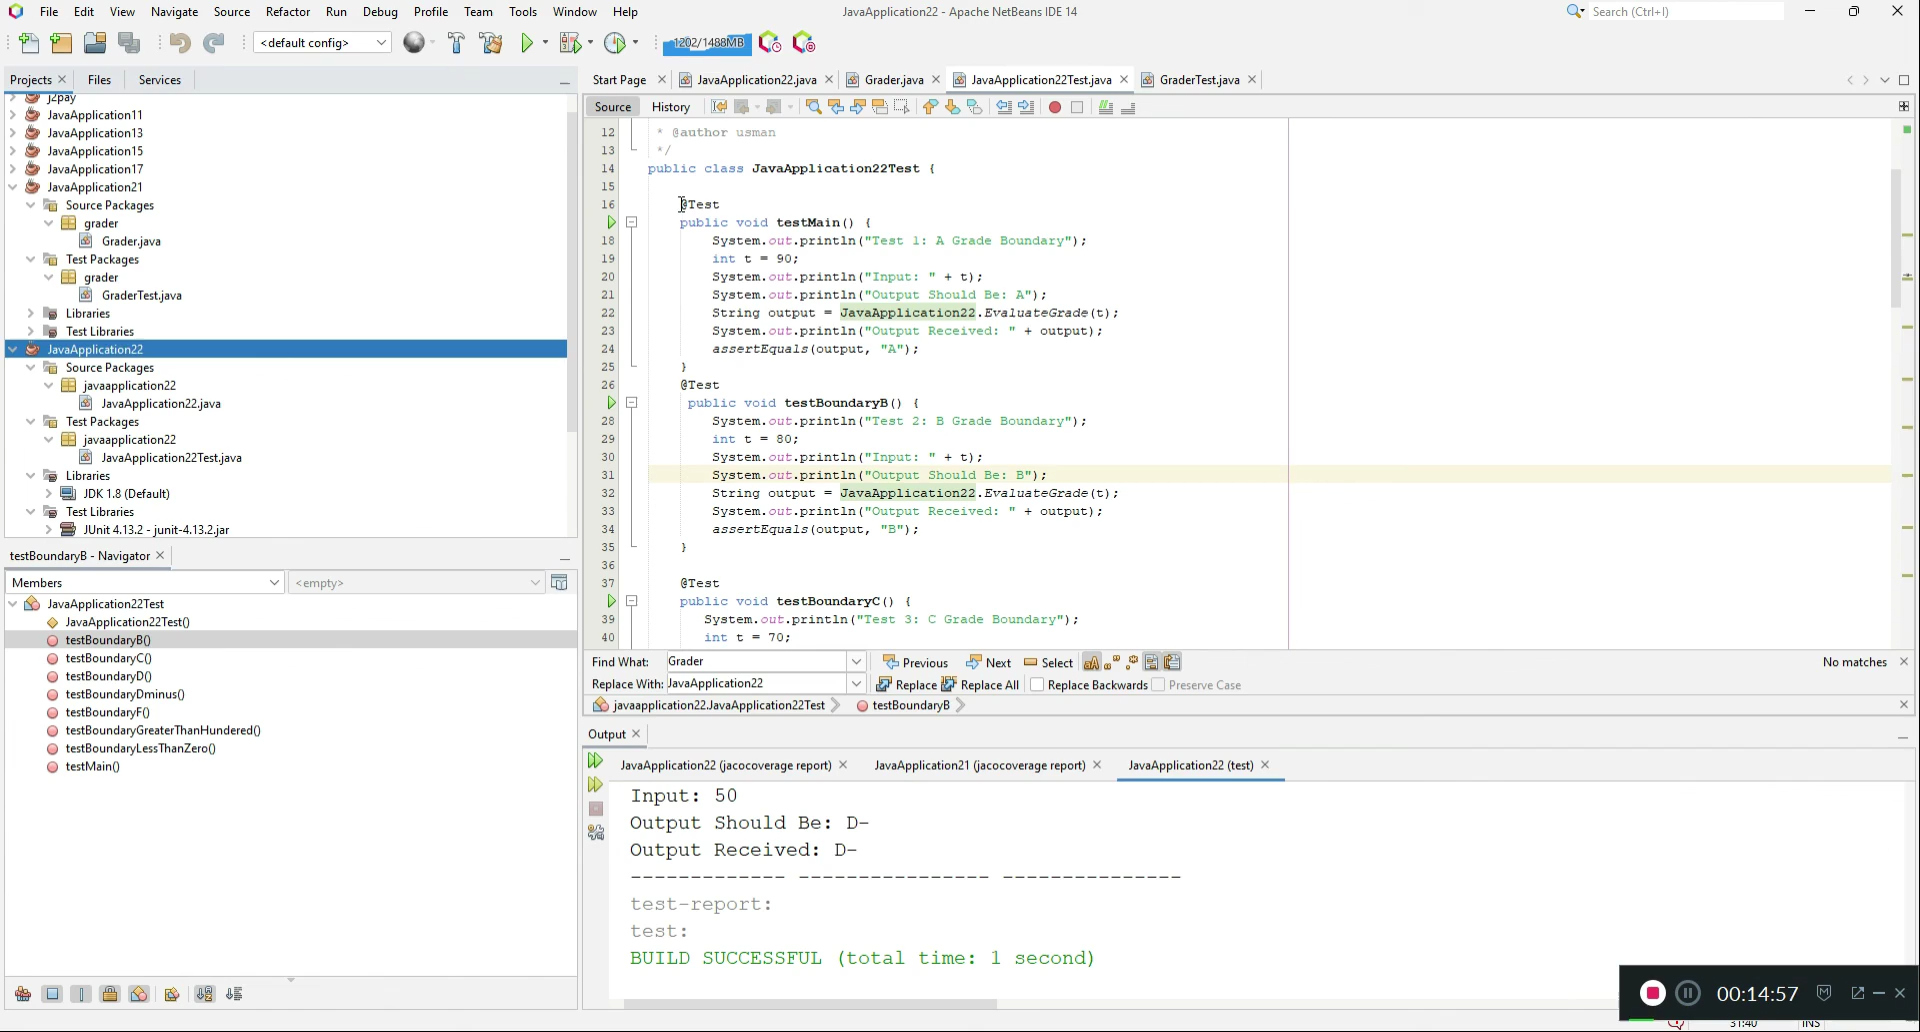 File Edit View Navigate Source Refactor Run Debug Profile Team Tools Window Help
JavaApplication22 - Apache NetBeans IDE 14
Search (Ctrl+I)
<default config>
1202/1488MB
Projects Files Services
j2pay
JavaApplication11
JavaApplication13
JavaApplication15
JavaApplication17
JavaApplication21
Source Packages
grader
Grader.java
Test Packages
grader
GraderTest.java
Libraries
Test Libraries
JavaApplication22
Source Packages
javaapplication22
JavaApplication22.java
Test Packages
javaapplication22
JavaApplication22Test.java
Libraries
JDK 1.8 (Default)
Test Libraries
JUnit 4.13.2 - junit-4.13.2.jar
testBoundaryB - Navigator
Members
<empty>
JavaApplication22Test
JavaApplication22Test()
testBoundaryB()
testBoundaryC()
testBoundaryD()
testBoundaryDminus()
testBoundaryF()
testBoundaryGreaterThanHundered()
testBoundaryLessThanZero()
testMain()
Start Page JavaApplication22.java Grader.java JavaApplication22Test.java GraderTest.java
Source History
12 * @author usman
13 */
14 public class JavaApplication22Test {
15
16 @Test
public void testMain() {
18 System.out.println("Test 1: A Grade Boundary");
19 int t = 90;
20 System.out.println("Input: " + t);
21 System.out.println("Output Should Be: A");
22 String output = JavaApplication22.EvaluateGrade(t);
23 System.out.println("Output Received: " + output);
24 assertEquals(output, "A");
25 }
26 @Test
public void testBoundaryB() {
28 System.out.println("Test 2: B Grade Boundary");
29 int t = 80;
30 System.out.println("Input: " + t);
31 System.out.println("Output Should Be: B");
32 String output = JavaApplication22.EvaluateGrade(t);
33 System.out.println("Output Received: " + output);
34 assertEquals(output, "B");
35 }
36
37 @Test
public void testBoundaryC() {
39 System.out.println("Test 3: C Grade Boundary");
40 int t = 70;
Find What: Grader Previous Next Select No matches
Replace With: JavaApplication22 Replace Replace All Replace Backwards Preserve Case
javaapplication22.JavaApplication22Test testBoundaryB
Output
JavaApplication22 (jacocoverage report) JavaApplication21 (jacocoverage report) JavaApplication22 (test)
Input: 50
Output Should Be: D-
Output Received: D-
------------- ---------------- ---------------
test-report:
test:
BUILD SUCCESSFUL (total time: 1 second)
00:14:57
31:40 INS